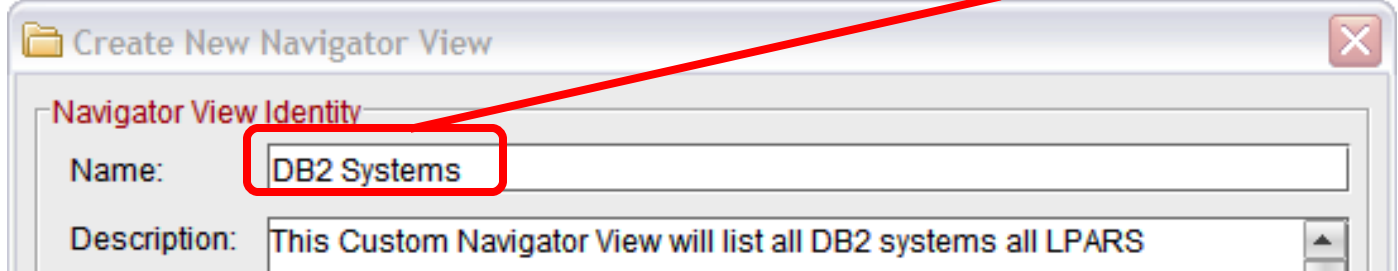 Create New Navigator View
Navigator View Identity
Name: DB2 Systems
Description: This Custom Navigator View will list all DB2 systems all LPARS